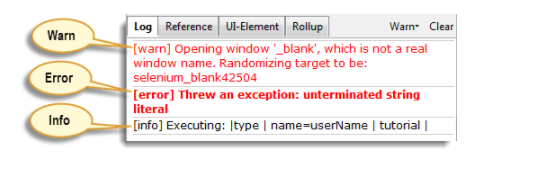 Log Reference UI-Element Rollup Warn▾ Clear
Warn
[warn] Opening window '_blank', which is not a real
window name. Randomizing target to be:
selenium_blank42504
Error
[error] Threw an exception: unterminated string
literal
Info
[info] Executing: |type | name=userName | tutorial |